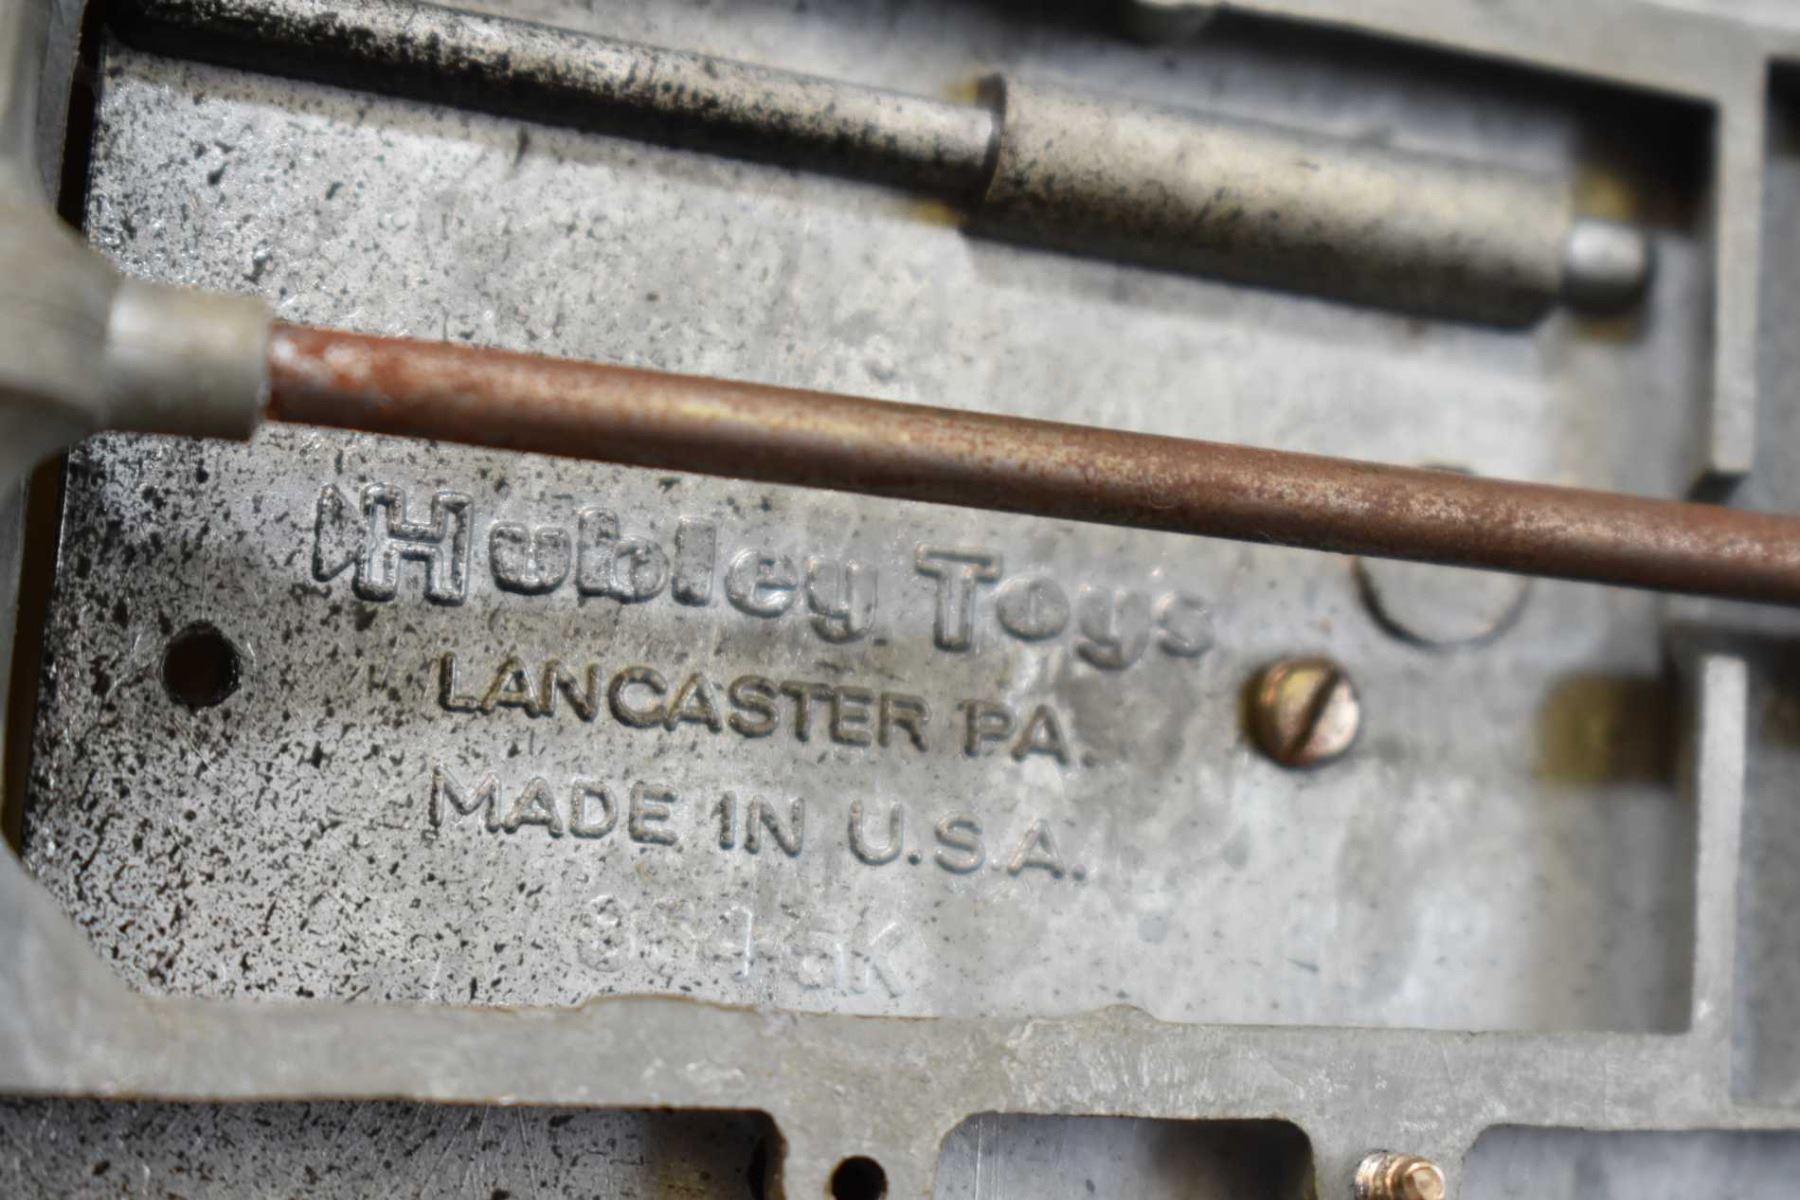 Hubley Toys
LANCASTER PA.
MADE IN U.S.A.